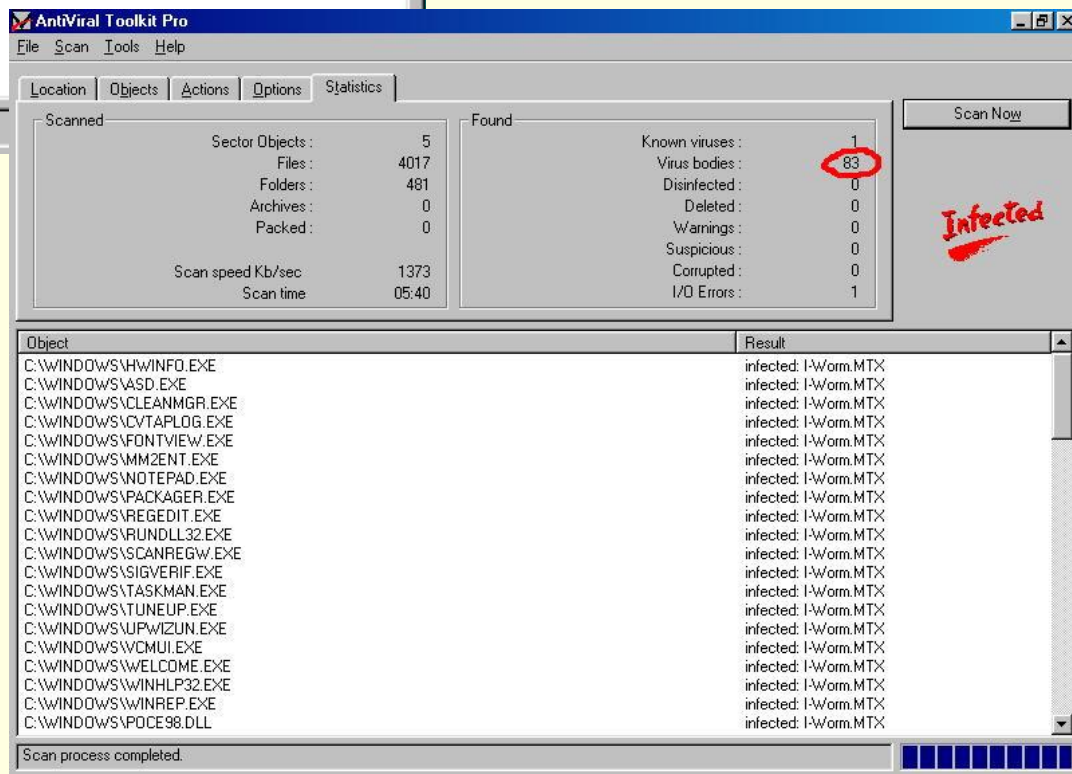 AntiViral Toolkit Pro
File Scan Tools Help
Location Objects Actions Options Statistics
Scan Now
Scanned
Sector Objects : 5
Files : 4017
Folders : 481
Archives : 0
Packed : 0
Scan speed Kb/sec 1373
Scan time 05:40
Found
Known viruses : 1
Virus bodies : 83
Disinfected : 0
Deleted : 0
Warnings : 0
Suspicious : 0
Corrupted : 0
I/O Errors : 1
Infected
Object Result
C:\WINDOWS\HWINFO.EXE infected: I-Worm.MTX
C:\WINDOWS\ASD.EXE infected: I-Worm.MTX
C:\WINDOWS\CLEANMGR.EXE infected: I-Worm.MTX
C:\WINDOWS\CVTAPLOG.EXE infected: I-Worm.MTX
C:\WINDOWS\FONTVIEW.EXE infected: I-Worm.MTX
C:\WINDOWS\MM2ENT.EXE infected: I-Worm.MTX
C:\WINDOWS\NOTEPAD.EXE infected: I-Worm.MTX
C:\WINDOWS\PACKAGER.EXE infected: I-Worm.MTX
C:\WINDOWS\REGEDIT.EXE infected: I-Worm.MTX
C:\WINDOWS\RUNDLL32.EXE infected: I-Worm.MTX
C:\WINDOWS\SCANREGW.EXE infected: I-Worm.MTX
C:\WINDOWS\SIGVERIF.EXE infected: I-Worm.MTX
C:\WINDOWS\TASKMAN.EXE infected: I-Worm.MTX
C:\WINDOWS\TUNEUP.EXE infected: I-Worm.MTX
C:\WINDOWS\UPWIZUN.EXE infected: I-Worm.MTX
C:\WINDOWS\VCMUI.EXE infected: I-Worm.MTX
C:\WINDOWS\WELCOME.EXE infected: I-Worm.MTX
C:\WINDOWS\WINHLP32.EXE infected: I-Worm.MTX
C:\WINDOWS\WINREP.EXE infected: I-Worm.MTX
C:\WINDOWS\POCE98.DLL infected: I-Worm.MTX
Scan process completed.